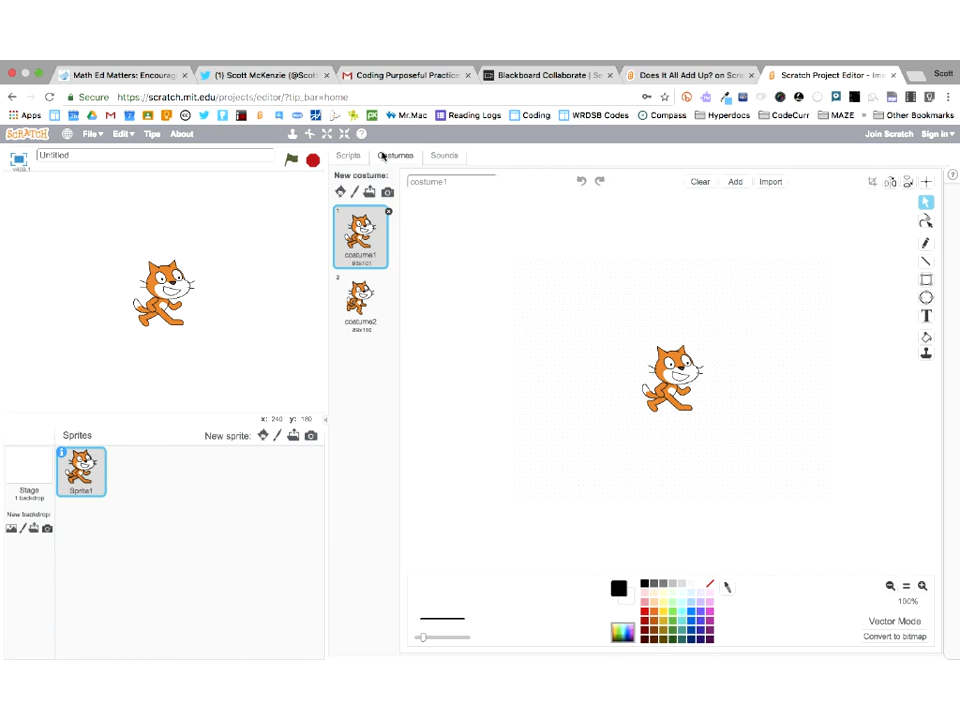 Math Ed Matters: Encourag
(1) Scott McKenzie (@Scott
Coding Purposeful Practice
Blackboard Collaborate | Se
Does It All Add Up? on Scra
Scratch Project Editor - Ima
Scott
Secure https://scratch.mit.edu/projects/editor/?tip_bar=home
Apps Mr.Mac Reading Logs Coding WRDSB Codes Compass Hyperdocs CodeCurr MAZE » Other Bookmarks
SCRATCH File Edit Tips About Join Scratch Sign in
Untitled
Scripts Costumes Sounds
New costume:
costume1
Clear Add Import
1
costume1
93x101
2
costume2
x: 240 y: 180
Sprites New sprite:
Sprite1
Stage
1 backdrop
New backdrop:
T
100%
Vector Mode
Convert to bitmap